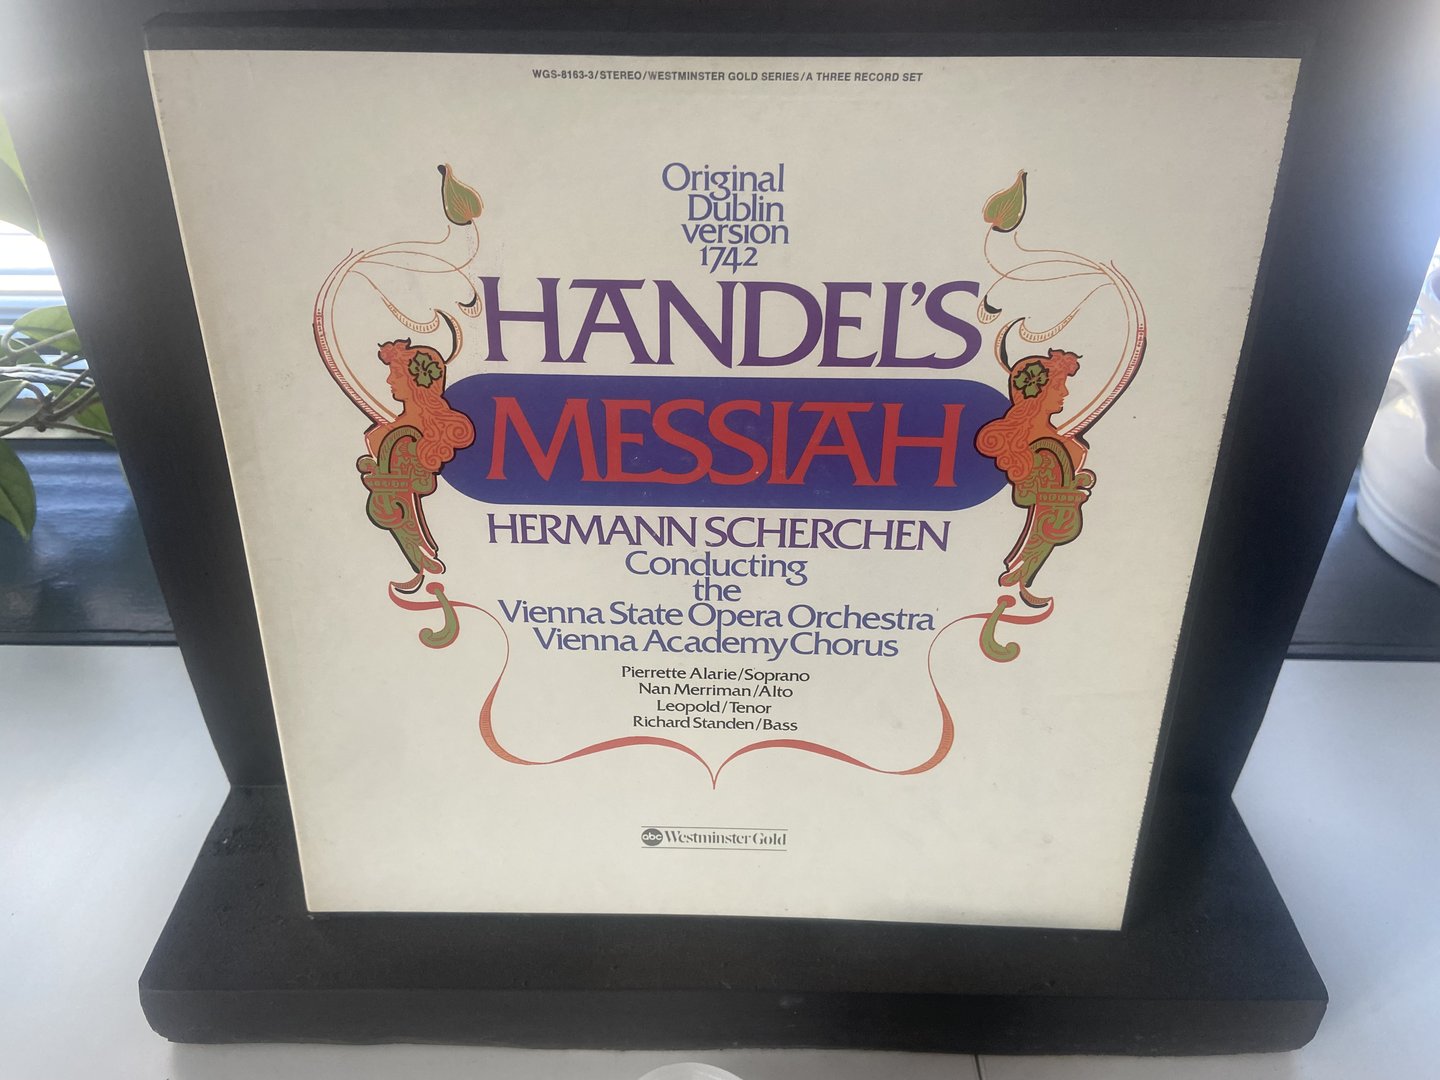 WGS-8163-3/STEREO/WESTMINSTER GOLD SERIES/A THREE RECORD SET
Original
Dublin
version
1742
HANDEL'S
MESSIAH
HERMANN SCHERCHEN
Conducting
the
Vienna State Opera Orchestra
Vienna Academy Chorus
Pierrette Alarie/Soprano
Nan Merriman/Alto
Leopold/Tenor
Richard Standen/Bass
abc Westminster Gold